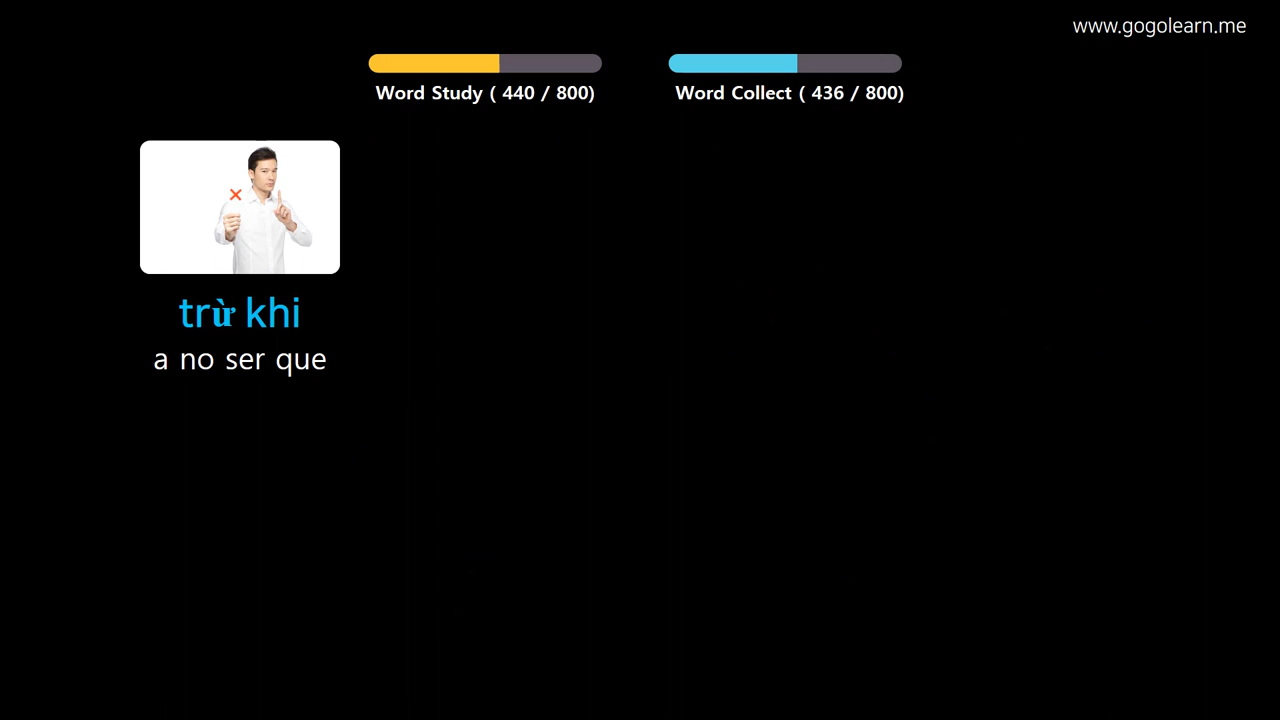 www.gogolearn.me
Word Study ( 440 / 800)
Word Collect ( 436 / 800)
trừ khi
a no ser que